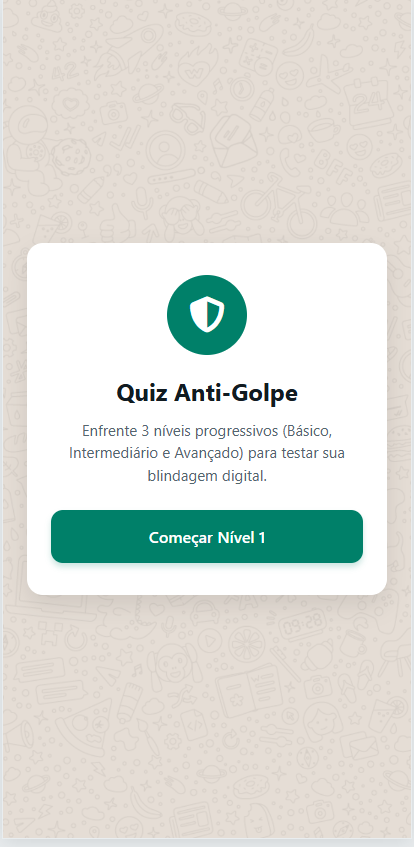 Quiz Anti-Golpe
Enfrente 3 níveis progressivos (Básico,
Intermediário e Avançado) para testar sua
blindagem digital.
Começar Nível 1